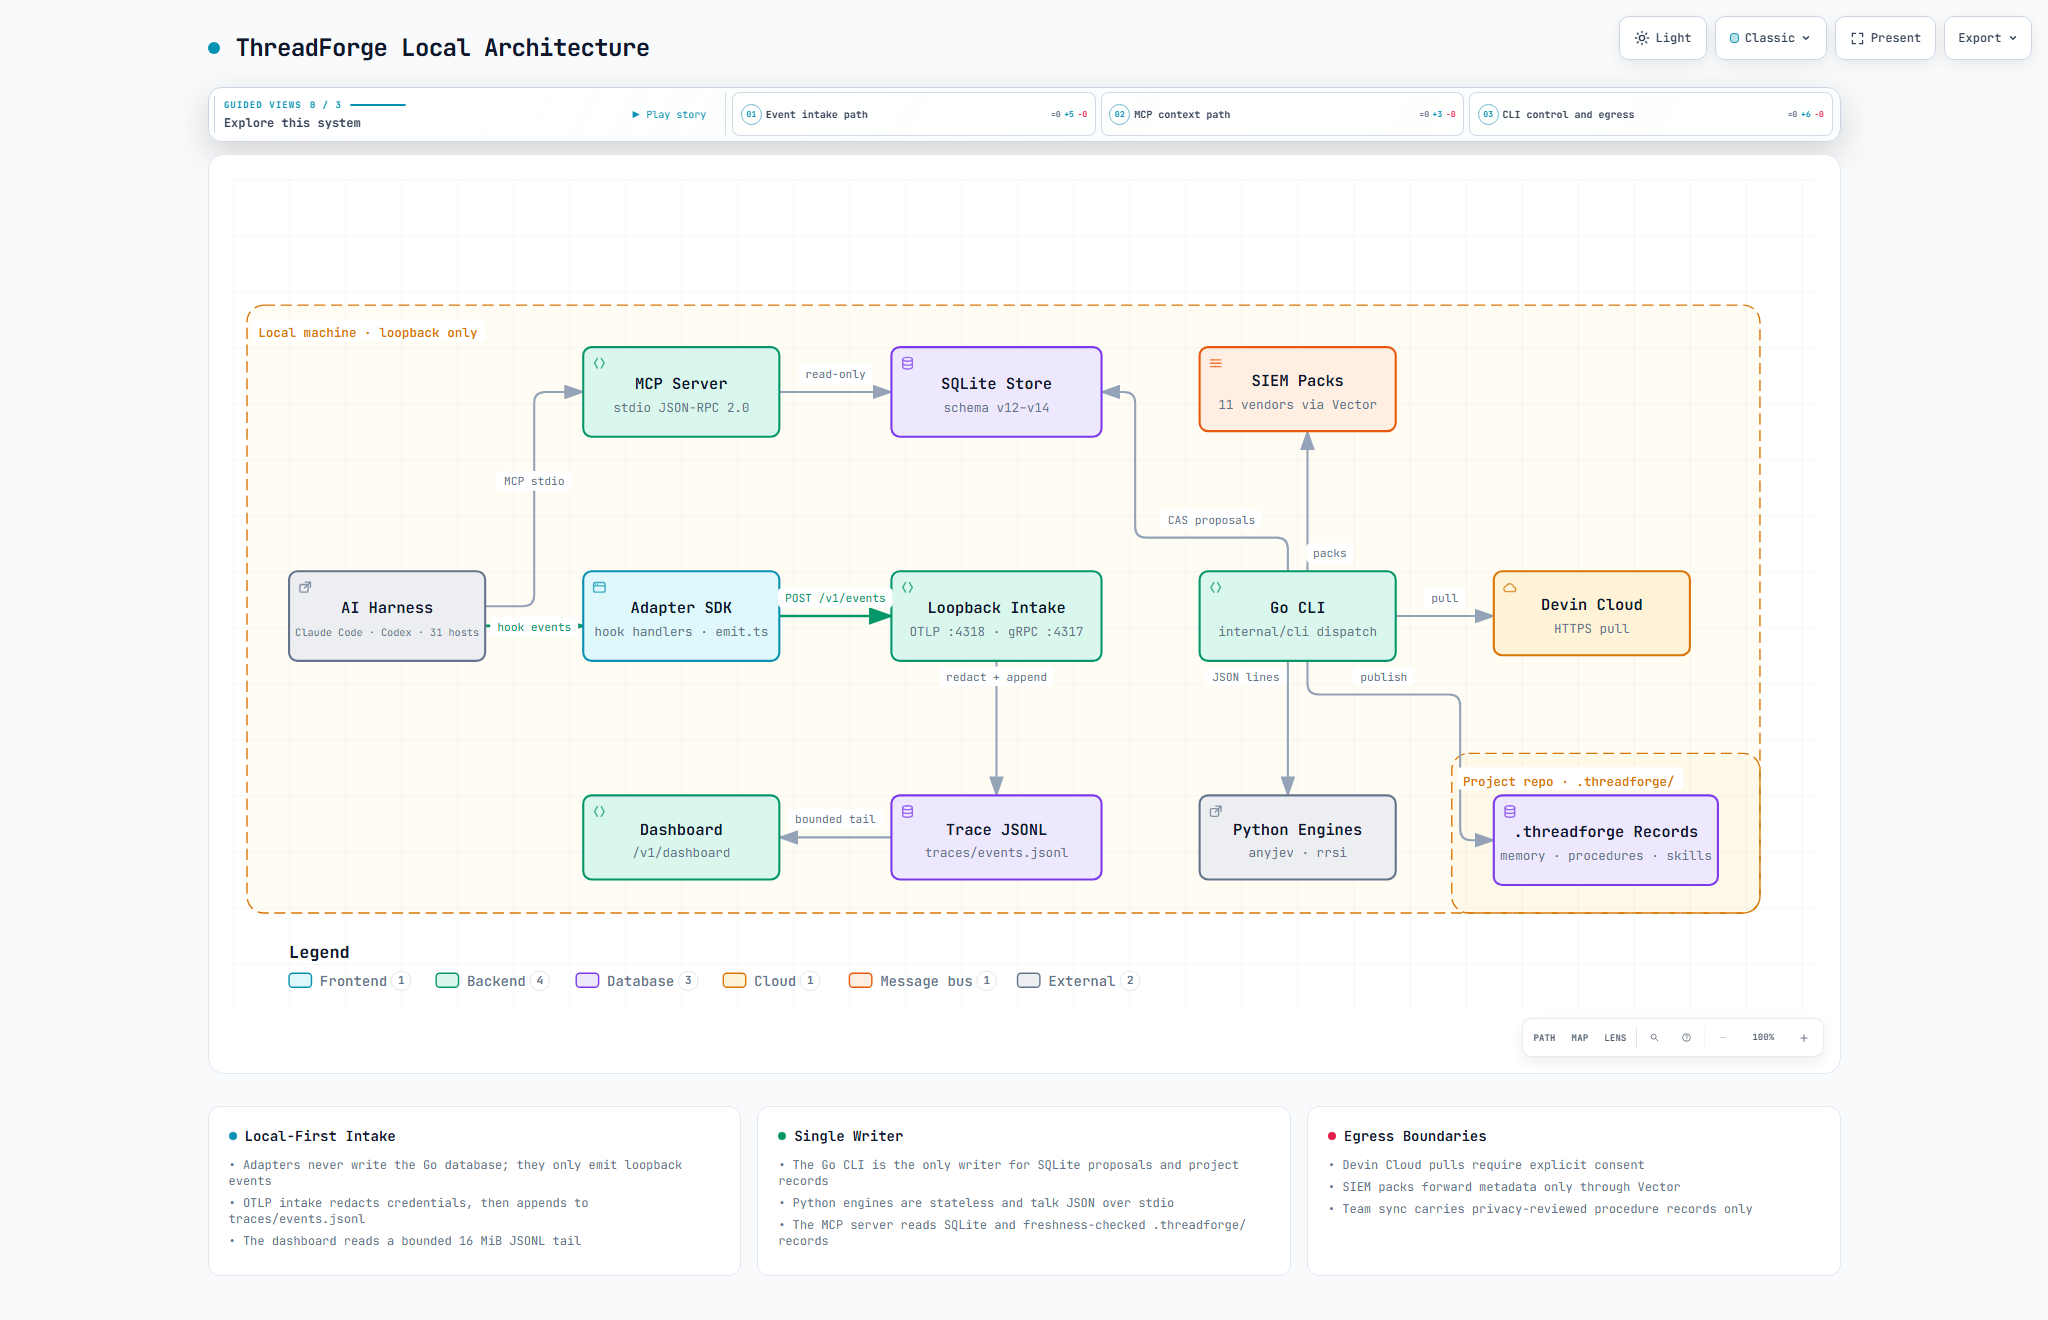 ThreadForge Local Architecture
Light
Classic
Present
Export
GUIDED VIEWS 0 / 3
Explore this system
Play story
01 Event intake path =0 +5 -0
02 MCP context path =0 +3 -0
03 CLI control and egress =0 +6 -0
Local machine · loopback only
MCP Server
stdio JSON-RPC 2.0
read-only
SQLite Store
schema v12–v14
SIEM Packs
11 vendors via Vector
MCP stdio
CAS proposals
packs
AI Harness
Claude Code · Codex · 31 hosts
hook events
Adapter SDK
hook handlers · emit.ts
POST /v1/events
Loopback Intake
OTLP :4318 · gRPC :4317
Go CLI
internal/cli dispatch
pull
Devin Cloud
HTTPS pull
redact + append
JSON lines
publish
Project repo · .threadforge/
Dashboard
/v1/dashboard
bounded tail
Trace JSONL
traces/events.jsonl
Python Engines
anyjev · rrsi
.threadforge Records
memory · procedures · skills
Legend
Frontend 1
Backend 4
Database 3
Cloud 1
Message bus 1
External 2
PATH
MAP
LENS
100%
Local-First Intake
• Adapters never write the Go database; they only emit loopback
events
• OTLP intake redacts credentials, then appends to
traces/events.jsonl
• The dashboard reads a bounded 16 MiB JSONL tail
Single Writer
• The Go CLI is the only writer for SQLite proposals and project
records
• Python engines are stateless and talk JSON over stdio
• The MCP server reads SQLite and freshness-checked .threadforge/
records
Egress Boundaries
• Devin Cloud pulls require explicit consent
• SIEM packs forward metadata only through Vector
• Team sync carries privacy-reviewed procedure records only